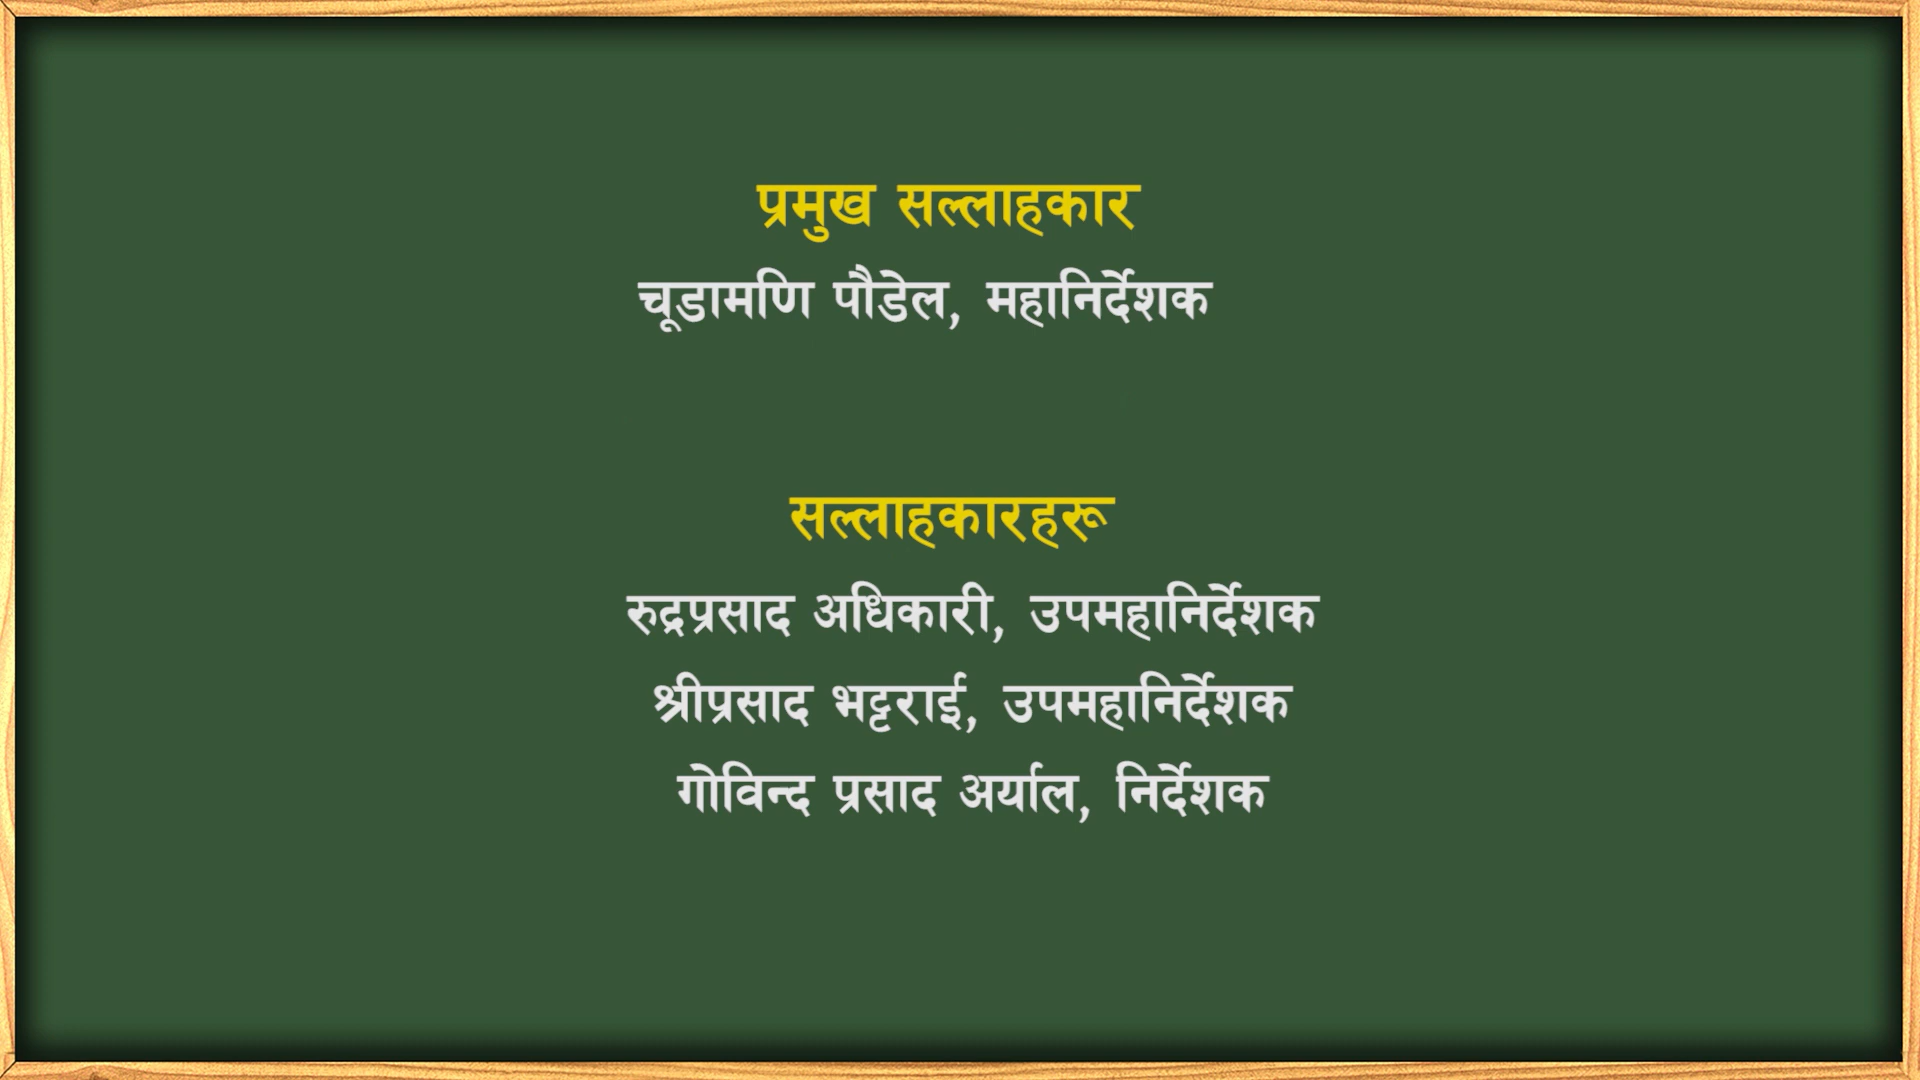 प्रमुख सल्लाहकार
चूडामणि पौडेल, महानिर्देशक
सल्लाहकारहरू
रुद्रप्रसाद अधिकारी, उपमहानिर्देशक
श्रीप्रसाद भट्टराई, उपमहानिर्देशक
गोविन्द प्रसाद अर्याल, निर्देशक